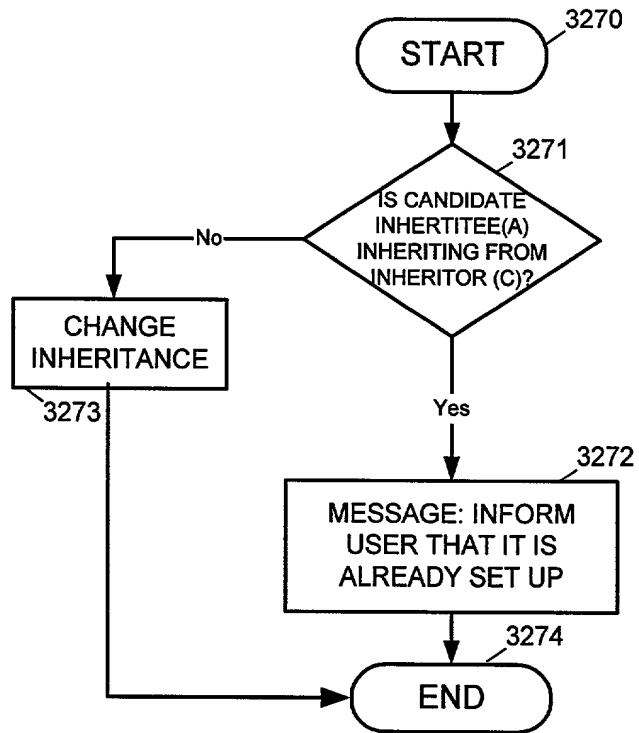 3270
START
3271
IS CANDIDATE
INHERTITEE(A)
INHERITING FROM
INHERITOR (C)?
No
CHANGE
INHERITANCE
3273
Yes
3272
MESSAGE: INFORM
USER THAT IT IS
ALREADY SET UP
3274
END